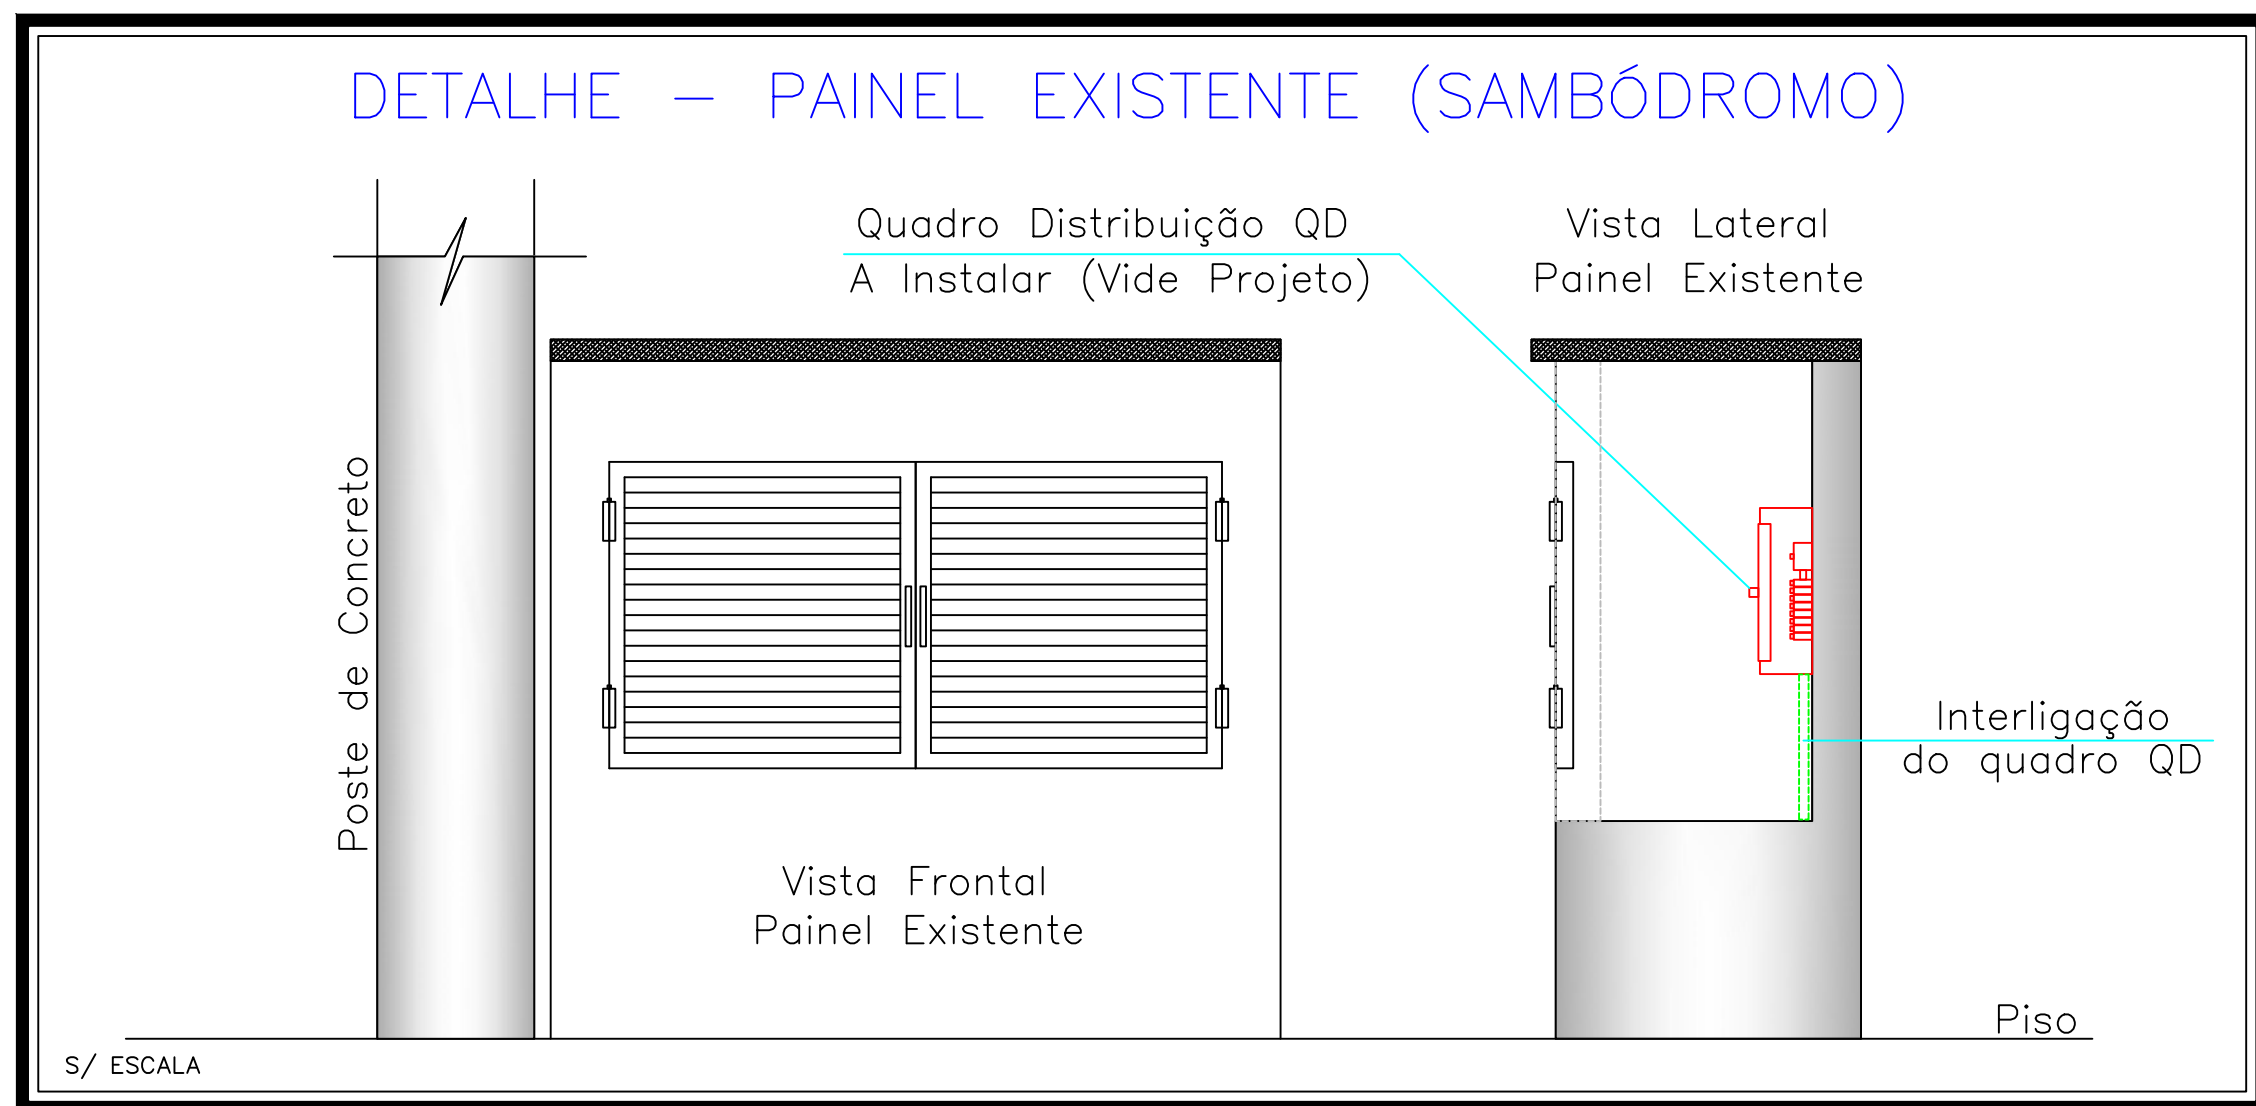 DETALHE - PAINEL EXISTENTE (SAMBÓDROMO)
Quadro Distribuição QD
A Instalar (Vide Projeto)
Vista Lateral
Painel Existente
Poste de Concreto
Interligação
do quadro QD
Vista Frontal
Painel Existente
Piso
S/ ESCALA